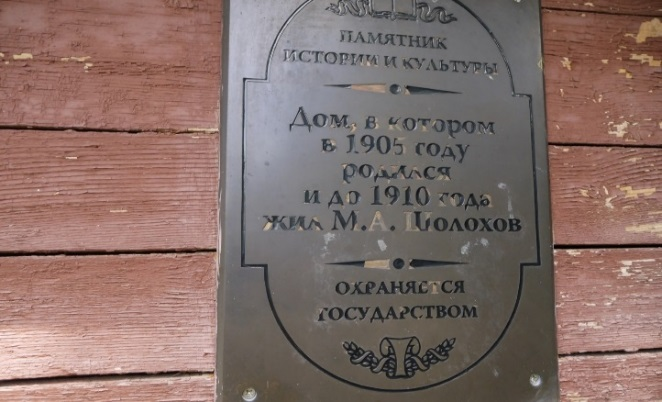 ПАМЯТНИК
ИСТОРИИ И КУЛЬТУРЫ
Дом, в котором
в 1905 году
родился
и до 1910 года
жил М.А. Шолохов
ОХРАНЯЕТСЯ
ГОСУДАРСТВОМ